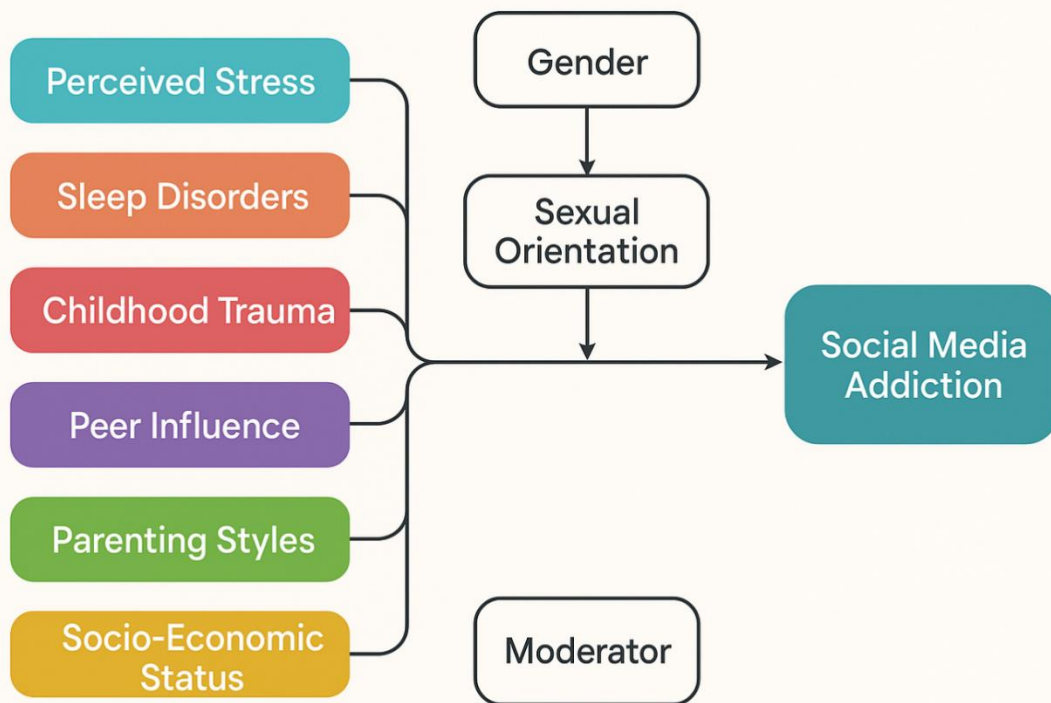 Perceived Stress
Sleep Disorders
Childhood Trauma
Peer Influence
Parenting Styles
Socio-Economic
Status
Gender
Sexual
Orientation
Moderator
Social Media
Addiction